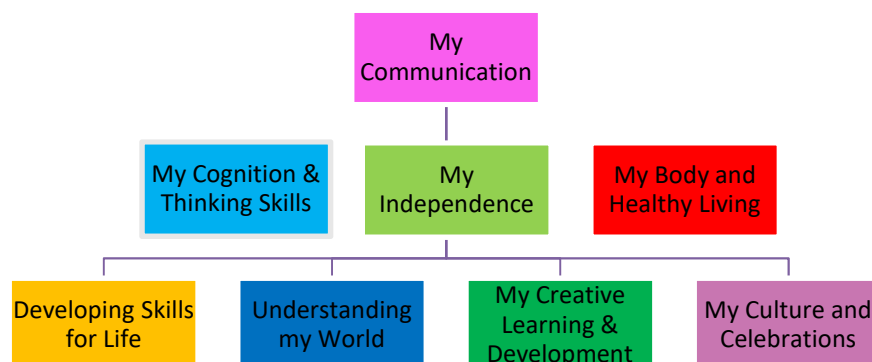 My
Communication
My Cognition &
Thinking Skills
My
Independence
My Body and
Healthy Living
Developing Skills
for Life
Understanding
my World
My Creative
Learning &
Development
My Culture and
Celebrations